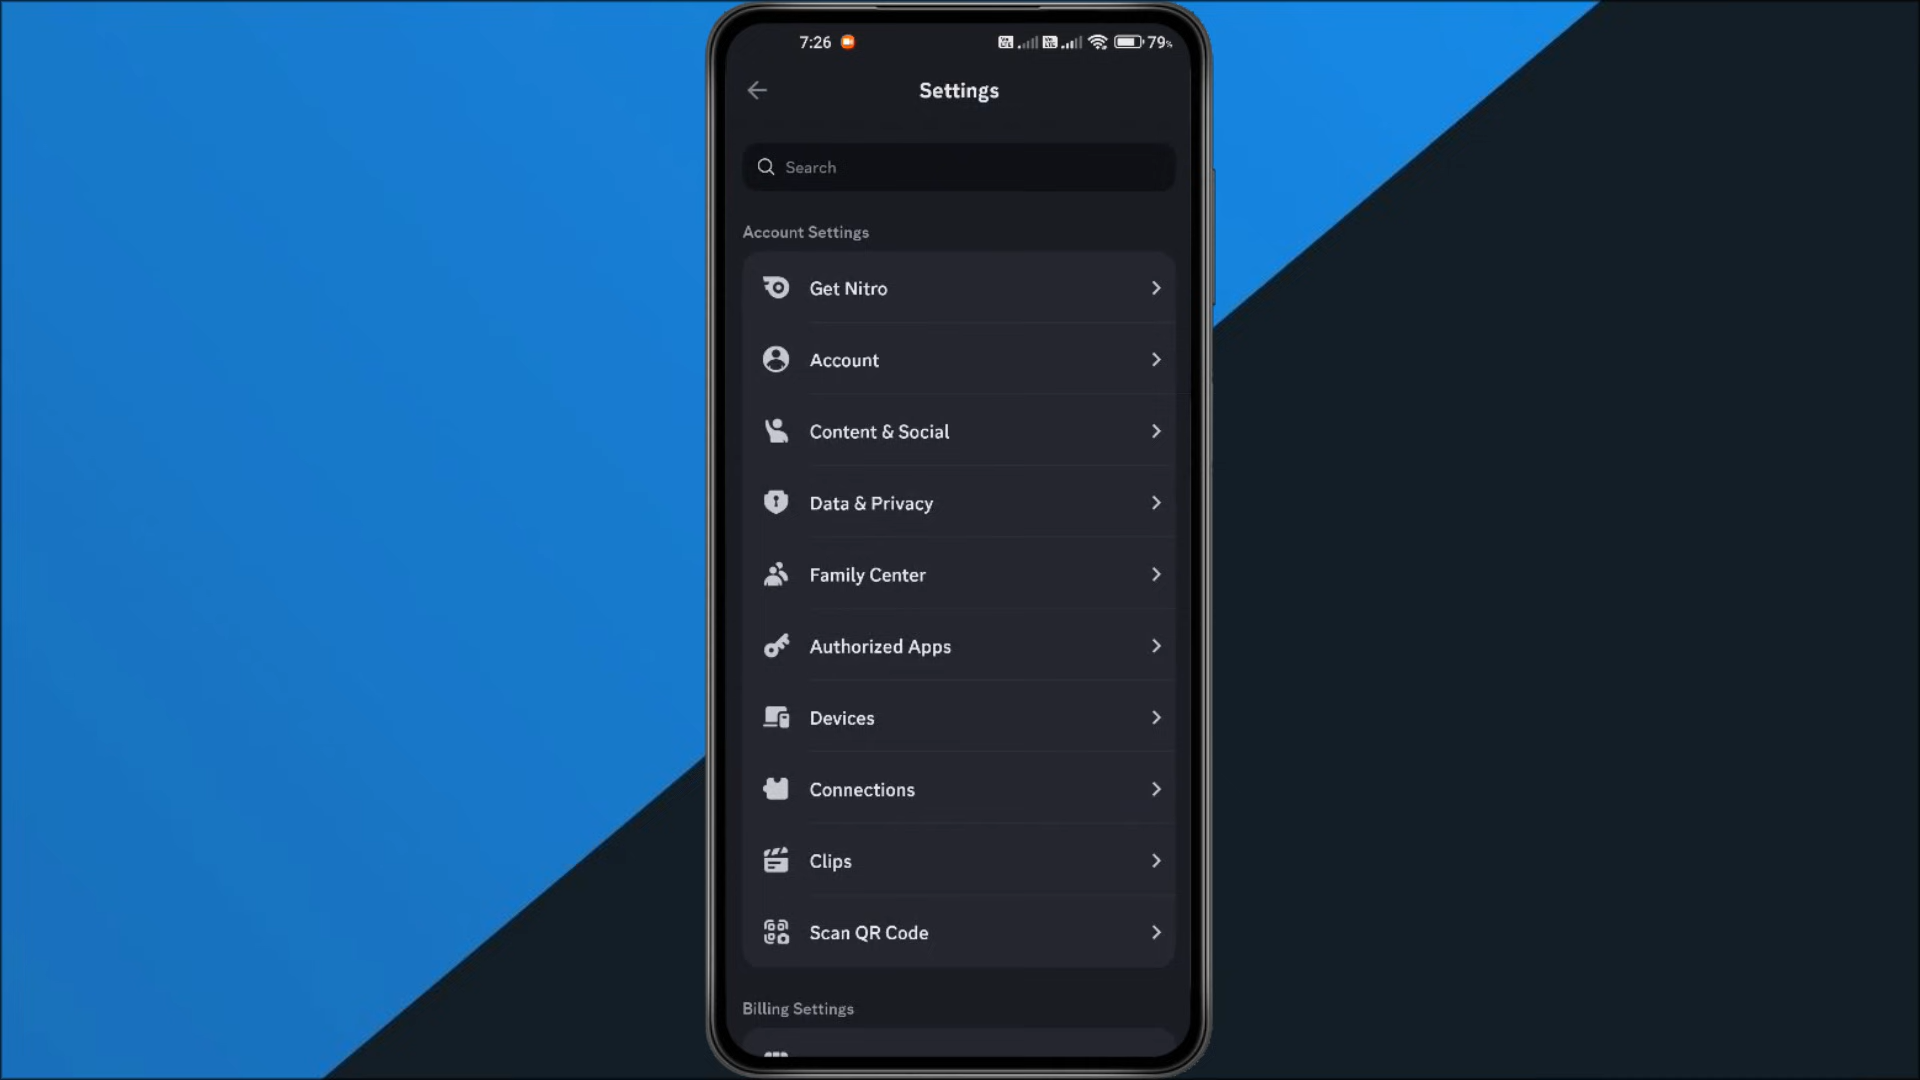 7:26
79%
Settings
Search
Account Settings
Get Nitro
Account
Content & Social
Data & Privacy
Family Center
Authorized Apps
Devices
Connections
Clips
Scan QR Code
Billing Settings